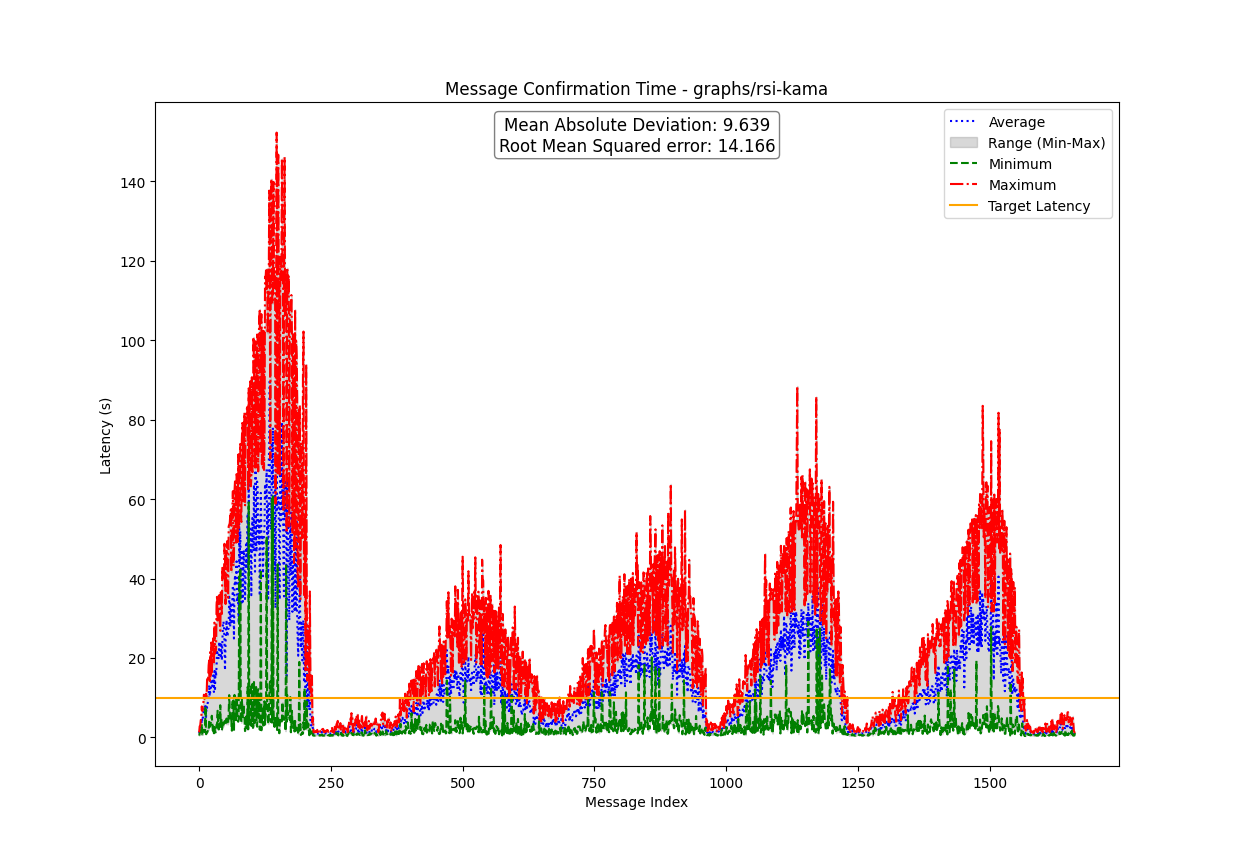 Message Confirmation Time - graphs/rsi-kama
Mean Absolute Deviation: 9.639
Root Mean Squared error: 14.166
Average
Range (Min-Max)
Minimum
Maximum
Target Latency
Latency (s)
140
120
100
80
60
40
20
0
0 250 500 750 1000 1250 1500
Message Index